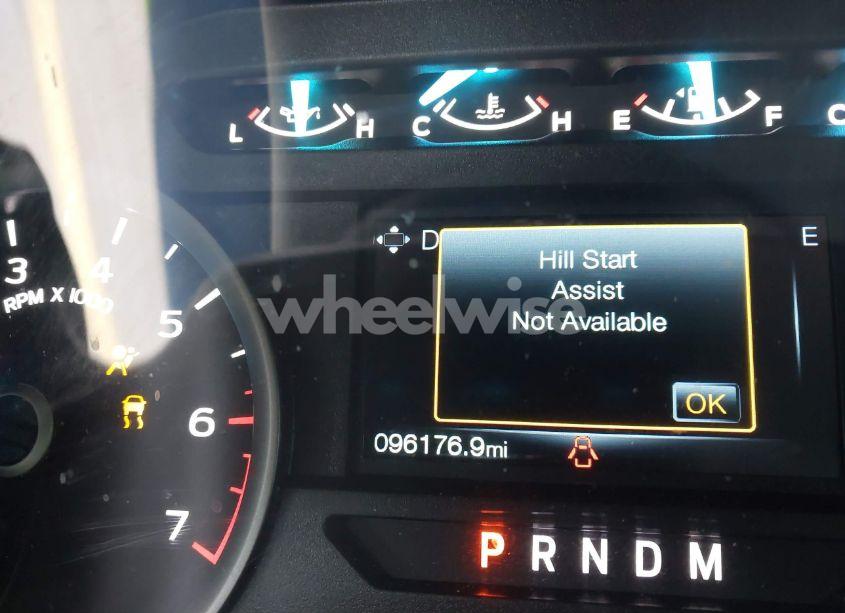 L H C H E F C
D E
3 4
RPM X 1000
5
6
7
Hill Start
Assist
Not Available
OK
096176.9mi
P R N D M
wheelwise